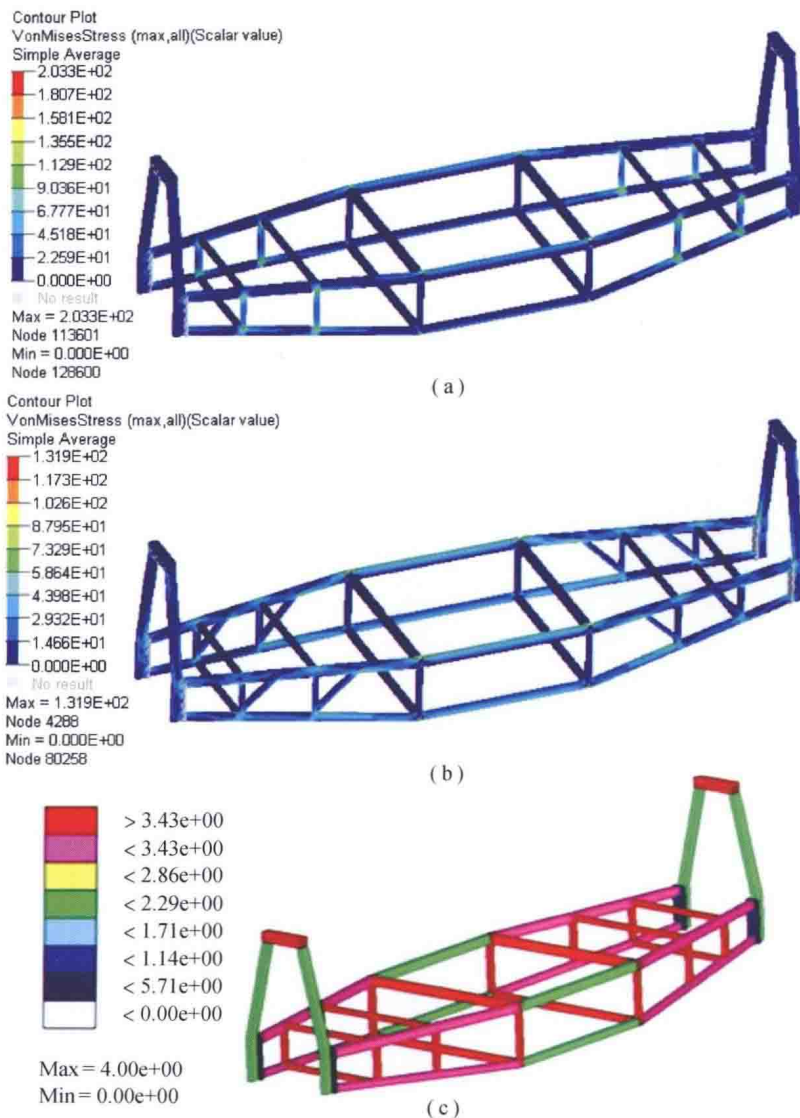 Contour Plot
VonMisesStress (max,all)(Scalar value)
Simple Average
2.033E+02
1.807E+02
1.581E+02
1.355E+02
1.129E+02
9.036E+01
6.777E+01
4.518E+01
2.259E+01
0.000E+00
No result
Max = 2.033E+02
Node 113601
Min = 0.000E+00
Node 128600
(a)
Contour Plot
VonMisesStress (max,all)(Scalar value)
Simple Average
1.319E+02
1.173E+02
1.026E+02
8.795E+01
7.329E+01
5.864E+01
4.398E+01
2.932E+01
1.466E+01
0.000E+00
No result
Max = 1.319E+02
Node 4288
Min = 0.000E+00
Node 80258
(b)
> 3.43e+00
< 3.43e+00
< 2.86e+00
< 2.29e+00
< 1.71e+00
< 1.14e+00
< 5.71e+00
< 0.00e+00
Max = 4.00e+00
Min = 0.00e+00
(c)